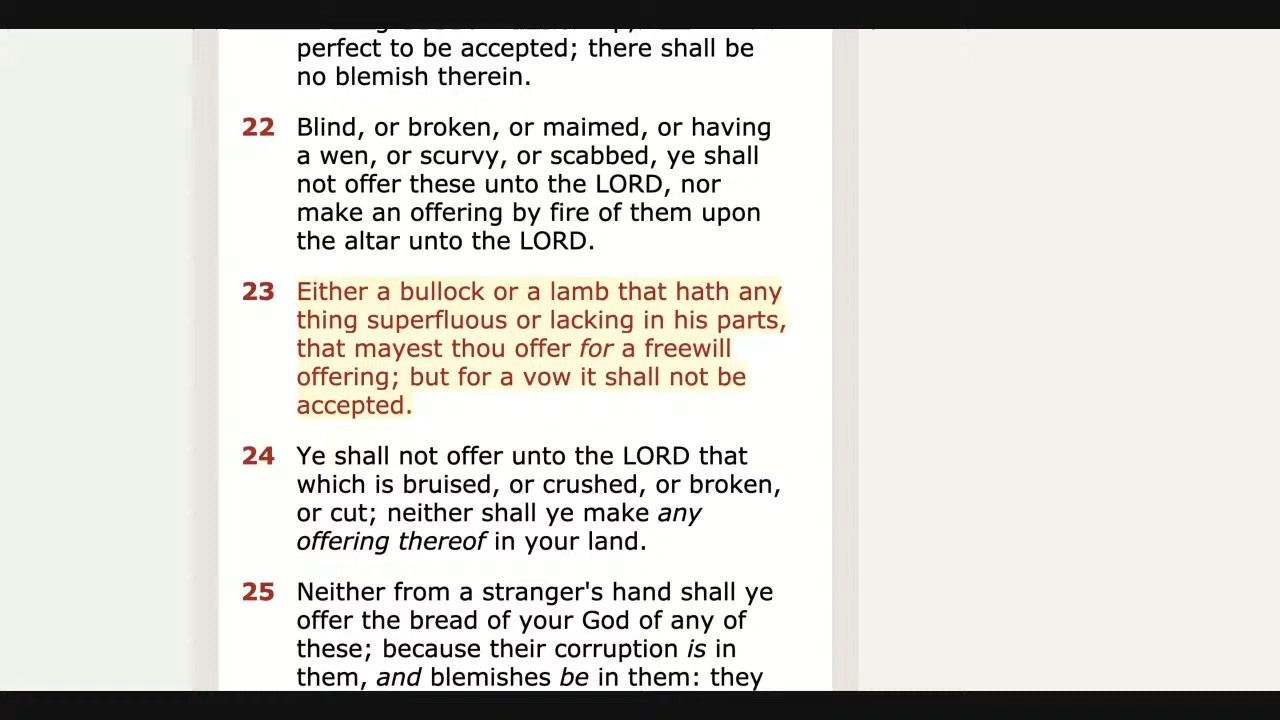 perfect to be accepted; there shall be
no blemish therein.
22 Blind, or broken, or maimed, or having
a wen, or scurvy, or scabbed, ye shall
not offer these unto the LORD, nor
make an offering by fire of them upon
the altar unto the LORD.
23 Either a bullock or a lamb that hath any
thing superfluous or lacking in his parts,
that mayest thou offer for a freewill
offering; but for a vow it shall not be
accepted.
24 Ye shall not offer unto the LORD that
which is bruised, or crushed, or broken,
or cut; neither shall ye make any
offering thereof in your land.
25 Neither from a stranger's hand shall ye
offer the bread of your God of any of
these; because their corruption is in
them, and blemishes be in them: they